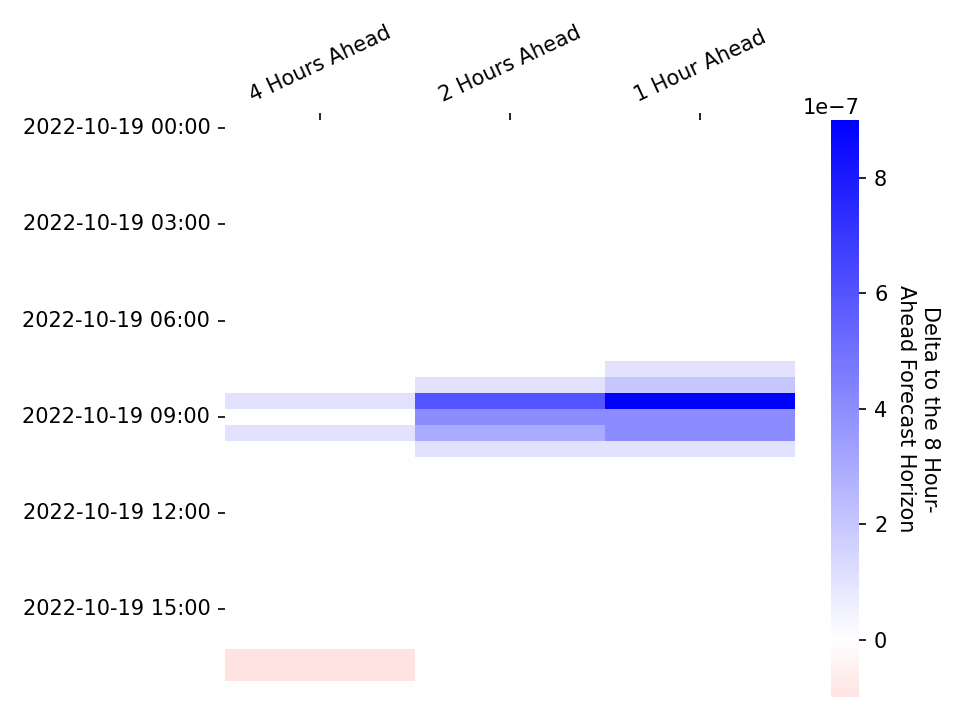 4 Hours Ahead
2 Hours Ahead
1 Hour Ahead
1e−7
2022-10-19 00:00
2022-10-19 03:00
2022-10-19 06:00
2022-10-19 09:00
2022-10-19 12:00
2022-10-19 15:00
8
6
4
2
0
Delta to the 8 Hour-
Ahead Forecast Horizon